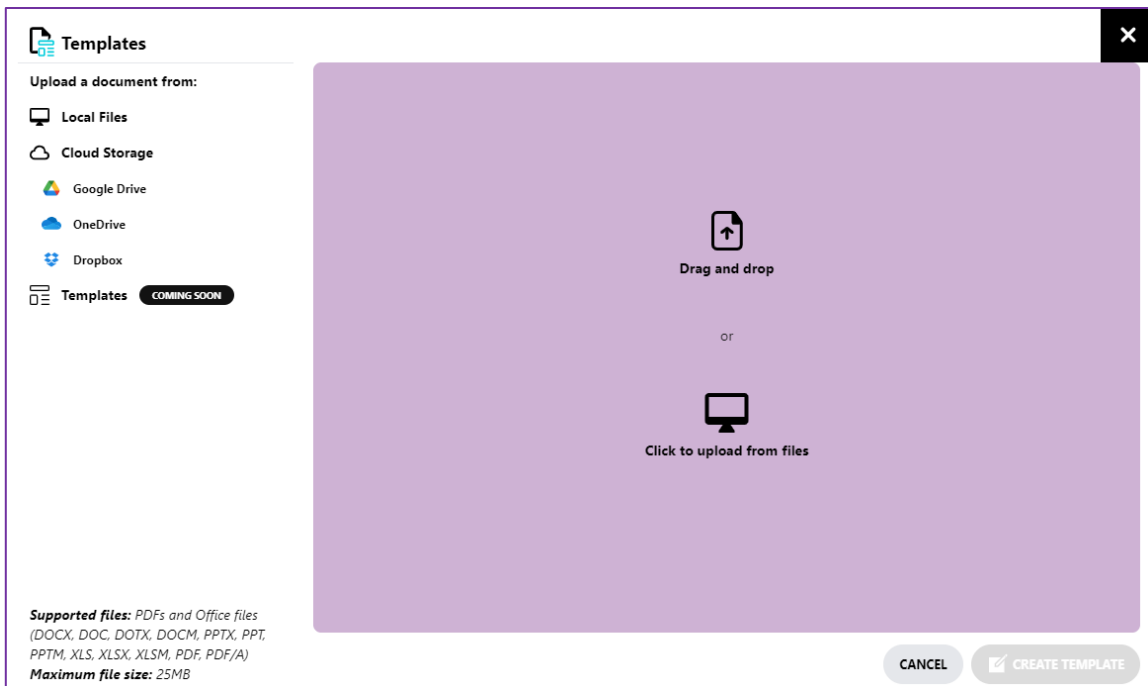 Templates
Upload a document from:
Local Files
Cloud Storage
Google Drive
OneDrive
Dropbox
Templates COMING SOON
Supported files: PDFs and Office files
(DOCX, DOC, DOTX, DOCM, PPTX, PPT,
PPTM, XLS, XLSX, XLSM, PDF, PDF/A)
Maximum file size: 25MB
Drag and drop
or
Click to upload from files
CANCEL
CREATE TEMPLATE